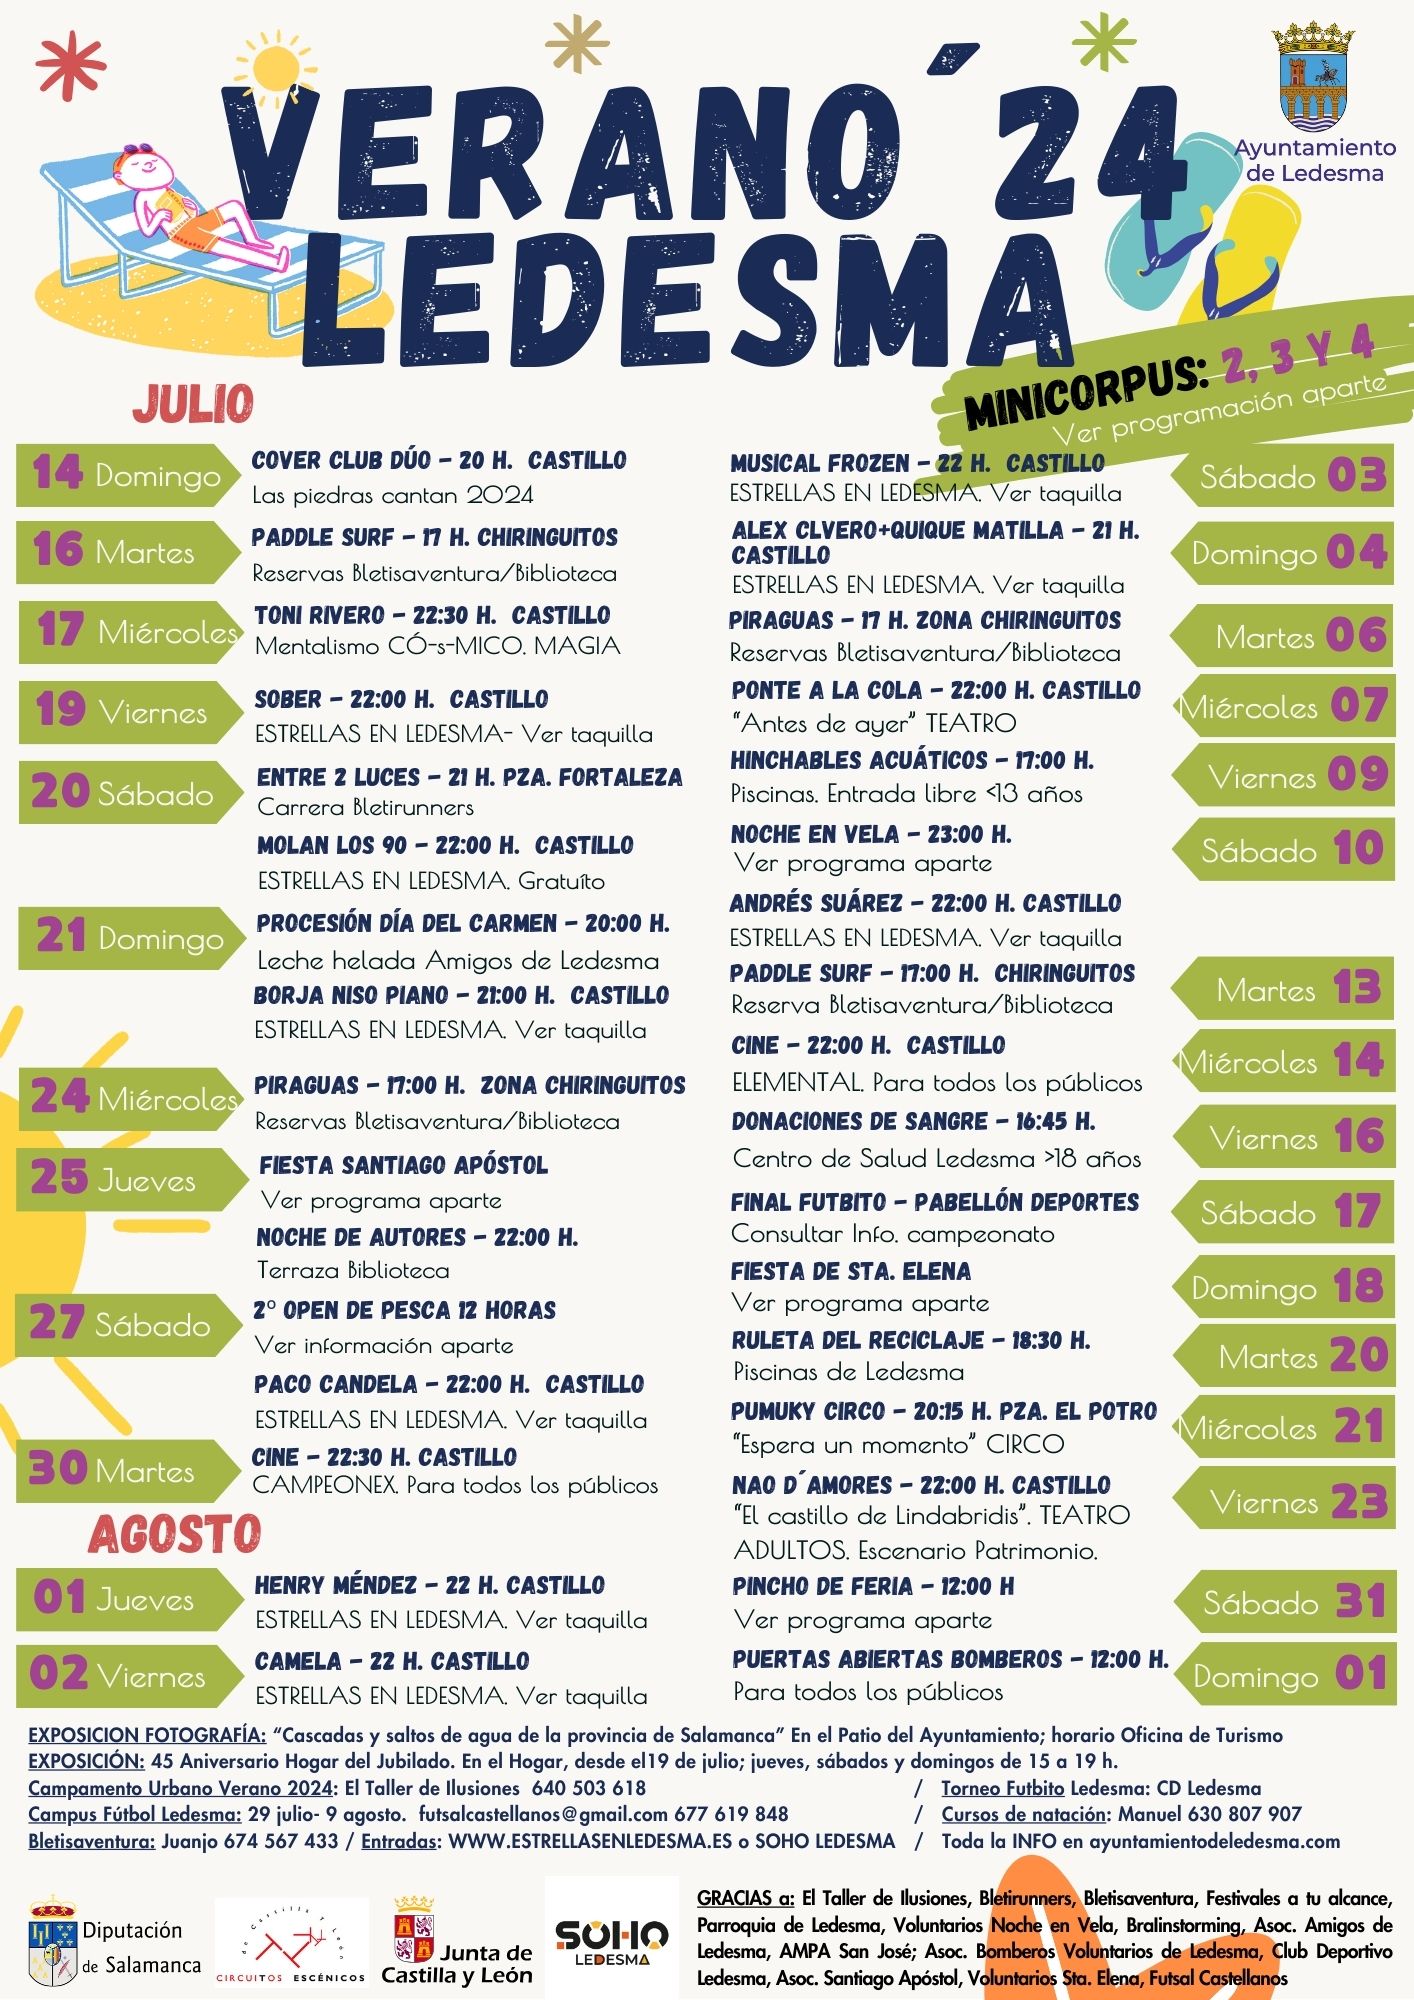 VERANO´24
LEDESMA
Ayuntamiento
de Ledesma
MINICORPUS: 2, 3 Y 4
Ver programación aparte
JULIO
14 Domingo
COVER CLUB DÚO – 20 H. CASTILLO
Las piedras cantan 2024
16 Martes
PADDLE SURF – 17 H. CHIRINGUITOS
Reservas Bletisaventura/Biblioteca
17 Miércoles
TONI RIVERO – 22:30 H. CASTILLO
Mentalismo CÓ-s-MICO. MAGIA
19 Viernes
SOBER – 22:00 H. CASTILLO
ESTRELLAS EN LEDESMA- Ver taquilla
20 Sábado
ENTRE 2 LUCES – 21 H. PZA. FORTALEZA
Carrera Bletirunners
MOLAN LOS 90 – 22:00 H. CASTILLO
ESTRELLAS EN LEDESMA. Gratuíto
21 Domingo
PROCESIÓN DÍA DEL CARMEN – 20:00 H.
Leche helada Amigos de Ledesma
BORJA NISO PIANO – 21:00 H. CASTILLO
ESTRELLAS EN LEDESMA. Ver taquilla
24 Miércoles
PIRAGUAS – 17:00 H. ZONA CHIRINGUITOS
Reservas Bletisaventura/Biblioteca
25 Jueves
FIESTA SANTIAGO APÓSTOL
Ver programa aparte
NOCHE DE AUTORES – 22:00 H.
Terraza Biblioteca
27 Sábado
2º OPEN DE PESCA 12 HORAS
Ver información aparte
PACO CANDELA – 22:00 H. CASTILLO
ESTRELLAS EN LEDESMA. Ver taquilla
30 Martes
CINE – 22:30 H. CASTILLO
CAMPEONEX. Para todos los públicos
AGOSTO
01 Jueves
HENRY MÉNDEZ – 22 H. CASTILLO
ESTRELLAS EN LEDESMA. Ver taquilla
02 Viernes
CAMELA – 22 H. CASTILLO
ESTRELLAS EN LEDESMA. Ver taquilla
MUSICAL FROZEN – 22 H. CASTILLO
ESTRELLAS EN LEDESMA. Ver taquilla
Sábado 03
ALEX CLVERO+QUIQUE MATILLA – 21 H.
CASTILLO
ESTRELLAS EN LEDESMA. Ver taquilla
Domingo 04
PIRAGUAS – 17 H. ZONA CHIRINGUITOS
Reservas Bletisaventura/Biblioteca
Martes 06
PONTE A LA COLA – 22:00 H. CASTILLO
“Antes de ayer” TEATRO
Miércoles 07
HINCHABLES ACUÁTICOS – 17:00 H.
Piscinas. Entrada libre <13 años
Viernes 09
NOCHE EN VELA – 23:00 H.
Ver programa aparte
Sábado 10
ANDRÉS SUÁREZ – 22:00 H. CASTILLO
ESTRELLAS EN LEDESMA. Ver taquilla
PADDLE SURF – 17:00 H. CHIRINGUITOS
Reserva Bletisaventura/Biblioteca
Martes 13
CINE – 22:00 H. CASTILLO
ELEMENTAL. Para todos los públicos
Miércoles 14
DONACIONES DE SANGRE – 16:45 H.
Centro de Salud Ledesma >18 años
Viernes 16
FINAL FUTBITO – PABELLÓN DEPORTES
Consultar Info. campeonato
Sábado 17
FIESTA DE STA. ELENA
Ver programa aparte
Domingo 18
RULETA DEL RECICLAJE – 18:30 H.
Piscinas de Ledesma
Martes 20
PUMUKY CIRCO – 20:15 H. PZA. EL POTRO
“Espera un momento” CIRCO
Miércoles 21
NAO D´AMORES – 22:00 H. CASTILLO
“El castillo de Lindabridis”. TEATRO
ADULTOS. Escenario Patrimonio.
Viernes 23
PINCHO DE FERIA – 12:00 H
Ver programa aparte
Sábado 31
PUERTAS ABIERTAS BOMBEROS – 12:00 H.
Para todos los públicos
Domingo 01
EXPOSICION FOTOGRAFÍA: “Cascadas y saltos de agua de la provincia de Salamanca” En el Patio del Ayuntamiento; horario Oficina de Turismo
EXPOSICIÓN: 45 Aniversario Hogar del Jubilado. En el Hogar, desde el19 de julio; jueves, sábados y domingos de 15 a 19 h.
Campamento Urbano Verano 2024: El Taller de Ilusiones 640 503 618 / Torneo Futbito Ledesma: CD Ledesma
Campus Fútbol Ledesma: 29 julio- 9 agosto. futsalcastellanos@gmail.com 677 619 848 / Cursos de natación: Manuel 630 807 907
Bletisaventura: Juanjo 674 567 433 / Entradas: WWW.ESTRELLASENLEDESMA.ES o SOHO LEDESMA / Toda la INFO en ayuntamientodeledesma.com
Diputación
de Salamanca
de Castilla y León
CIRCUITOS ESCÉNICOS
Junta de
Castilla y León
SOHO
LEDESMA
GRACIAS a: El Taller de Ilusiones, Bletirunners, Bletisaventura, Festivales a tu alcance,
Parroquia de Ledesma, Voluntarios Noche en Vela, Bralinstorming, Asoc. Amigos de
Ledesma, AMPA San José; Asoc. Bomberos Voluntarios de Ledesma, Club Deportivo
Ledesma, Asoc. Santiago Apóstol, Voluntarios Sta. Elena, Futsal Castellanos